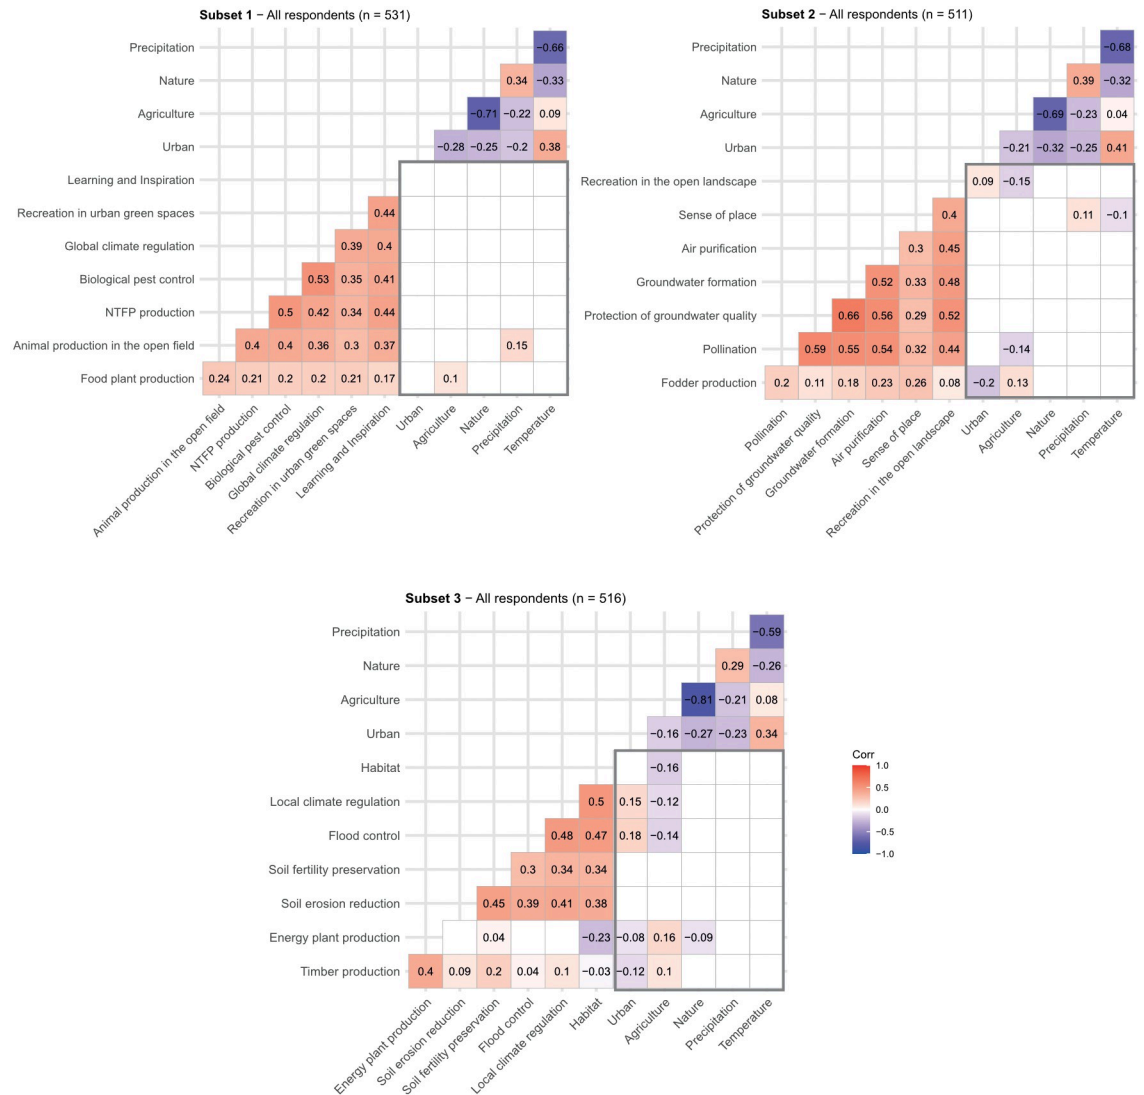 Subset 1 − All respondents (n = 531)
Precipitation −0.66
Nature 0.34 −0.33
Agriculture −0.71 −0.22 0.09
Urban −0.28 −0.25 −0.2 0.38
Learning and Inspiration
Recreation in urban green spaces 0.44
Global climate regulation 0.39 0.4
Biological pest control 0.53 0.35 0.41
NTFP production 0.5 0.42 0.34 0.44
Animal production in the open field 0.4 0.4 0.36 0.3 0.37 0.15
Food plant production 0.24 0.21 0.2 0.2 0.21 0.17 0.1
Animal production in the open field
NTFP production
Biological pest control
Global climate regulation
Recreation in urban green spaces
Learning and Inspiration
Urban
Agriculture
Nature
Precipitation
Temperature
Subset 2 − All respondents (n = 511)
Precipitation −0.68
Nature 0.39 −0.32
Agriculture −0.69 −0.23 0.04
Urban −0.21 −0.32 −0.25 0.41
Recreation in the open landscape 0.09 −0.15
Sense of place 0.4 0.11 −0.1
Air purification 0.3 0.45
Groundwater formation 0.52 0.33 0.48
Protection of groundwater quality 0.66 0.56 0.29 0.52
Pollination 0.59 0.55 0.54 0.32 0.44 −0.14
Fodder production 0.2 0.11 0.18 0.23 0.26 0.08 −0.2 0.13
Pollination
Protection of groundwater quality
Groundwater formation
Air purification
Sense of place
Recreation in the open landscape
Urban
Agriculture
Nature
Precipitation
Temperature
Subset 3 − All respondents (n = 516)
Precipitation −0.59
Nature 0.29 −0.26
Agriculture −0.81 −0.21 0.08
Urban −0.16 −0.27 −0.23 0.34
Habitat −0.16
Local climate regulation 0.5 0.15 −0.12
Flood control 0.48 0.47 0.18 −0.14
Soil fertility preservation 0.3 0.34 0.34
Soil erosion reduction 0.45 0.39 0.41 0.38
Energy plant production 0.04 −0.23 −0.08 0.16 −0.09
Timber production 0.4 0.09 0.2 0.04 0.1 −0.03 −0.12 0.1
Energy plant production
Soil erosion reduction
Soil fertility preservation
Flood control
Local climate regulation
Habitat
Urban
Agriculture
Nature
Precipitation
Temperature
Corr
1.0
0.5
0.0
−0.5
−1.0